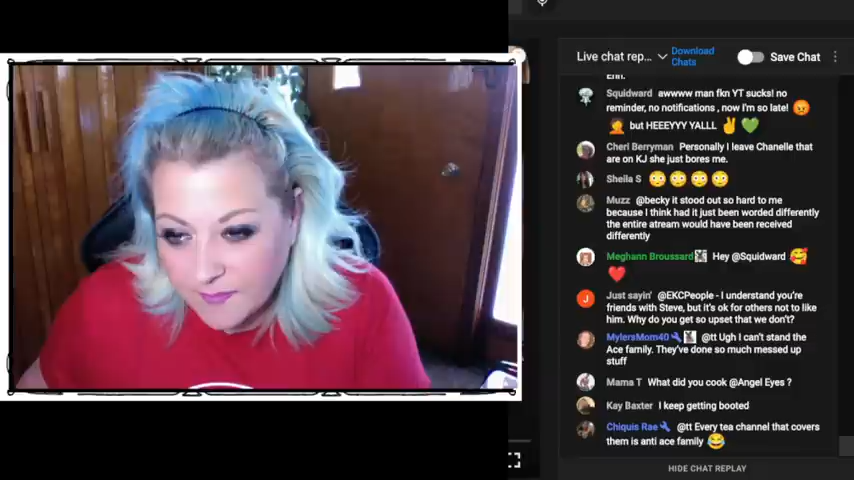 Live chat rep...
Download
Chats
Save Chat
Squidward awwww man fkn YT sucks! no
reminder, no notifications , now I'm so late! 😡
🤦 but HEEEYYY YALLL ✌️ 💚
Cheri Berryman Personally I leave Chanelle that
are on KJ she just bores me.
Sheila S 😳 😳 😳 😳
Muzz @becky it stood out so hard to me
because I think had it just been worded differently
the entire atream would have been received
differently
Meghann Broussard Hey @Squidward 🥰
❤️
Just sayin' @EKCPeople - I understand you're
friends with Steve, but it's ok for others not to like
him. Why do you get so upset that we don't?
MyleraMom40 @tt Ugh I can't stand the
Ace family. They've done so much messed up
stuff
Mama T What did you cook @Angel Eyes ?
Kay Baxter I keep getting booted
Chiquis Rae @tt Every tea channel that covers
them is anti ace family 😂
HIDE CHAT REPLAY